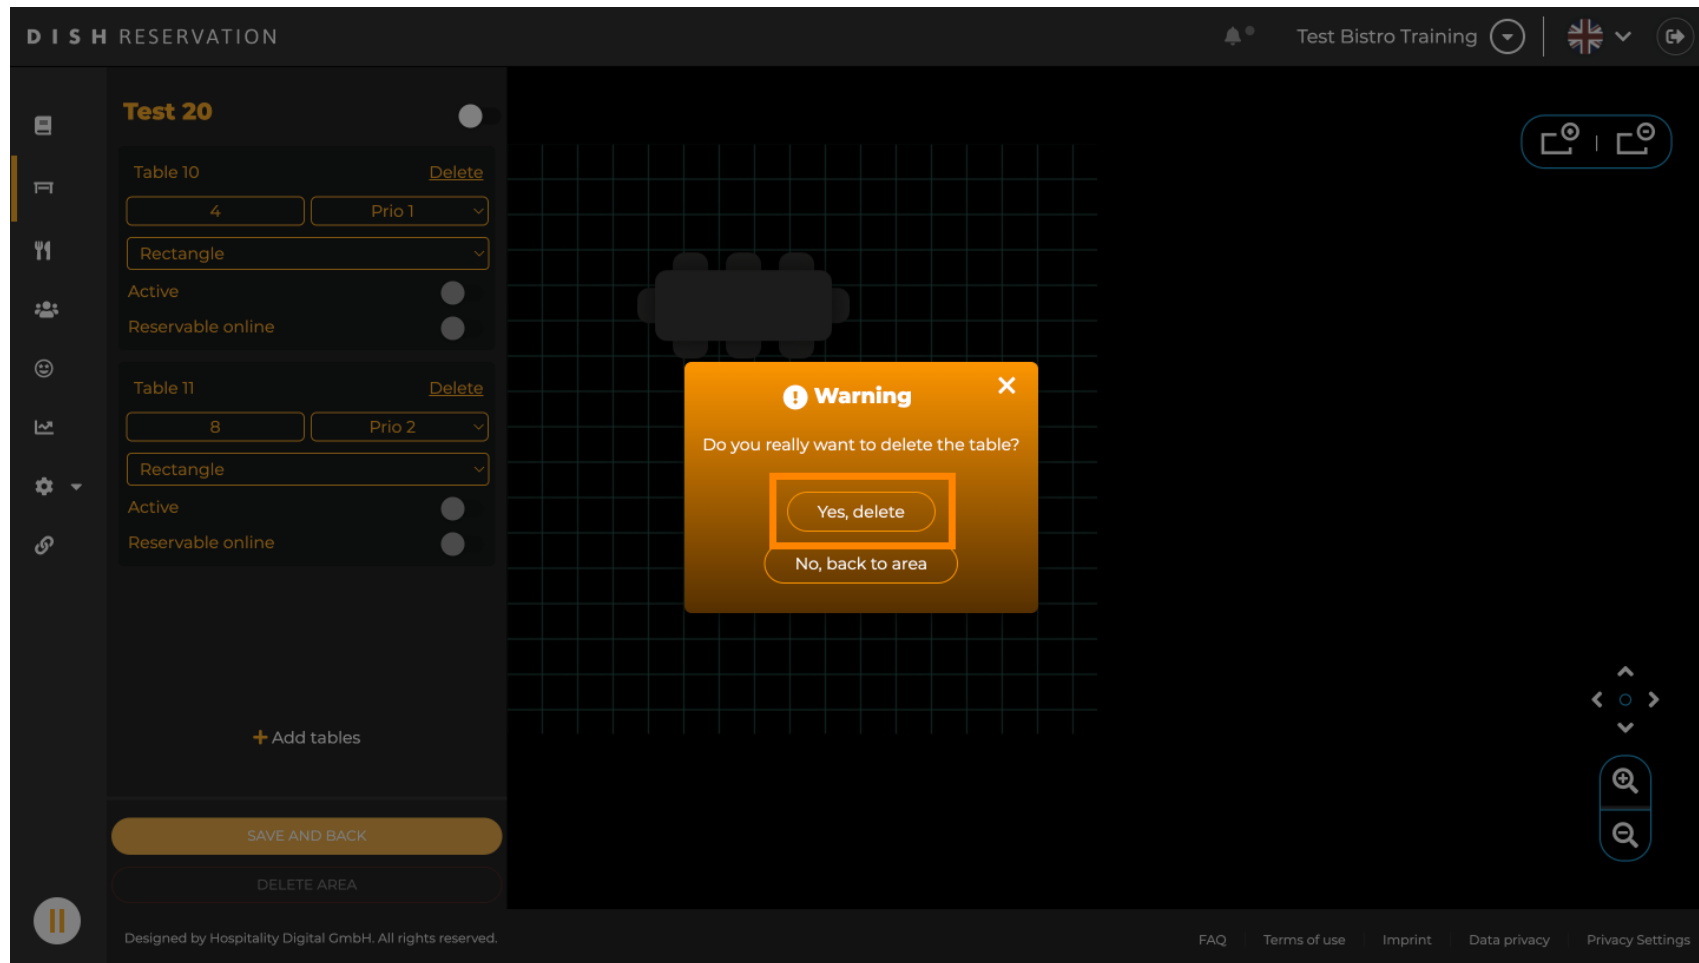 DISH RESERVATION
Test Bistro Training
Test 20
Table 10 Delete
4 Prio 1
Rectangle
Active
Reservable online
Table 11 Delete
8 Prio 2
Rectangle
Active
Reservable online
Add tables
SAVE AND BACK
DELETE AREA
Warning
Do you really want to delete the table?
Yes, delete
No, back to area
Designed by Hospitality Digital GmbH. All rights reserved.
FAQ Terms of use Imprint Data privacy Privacy Settings